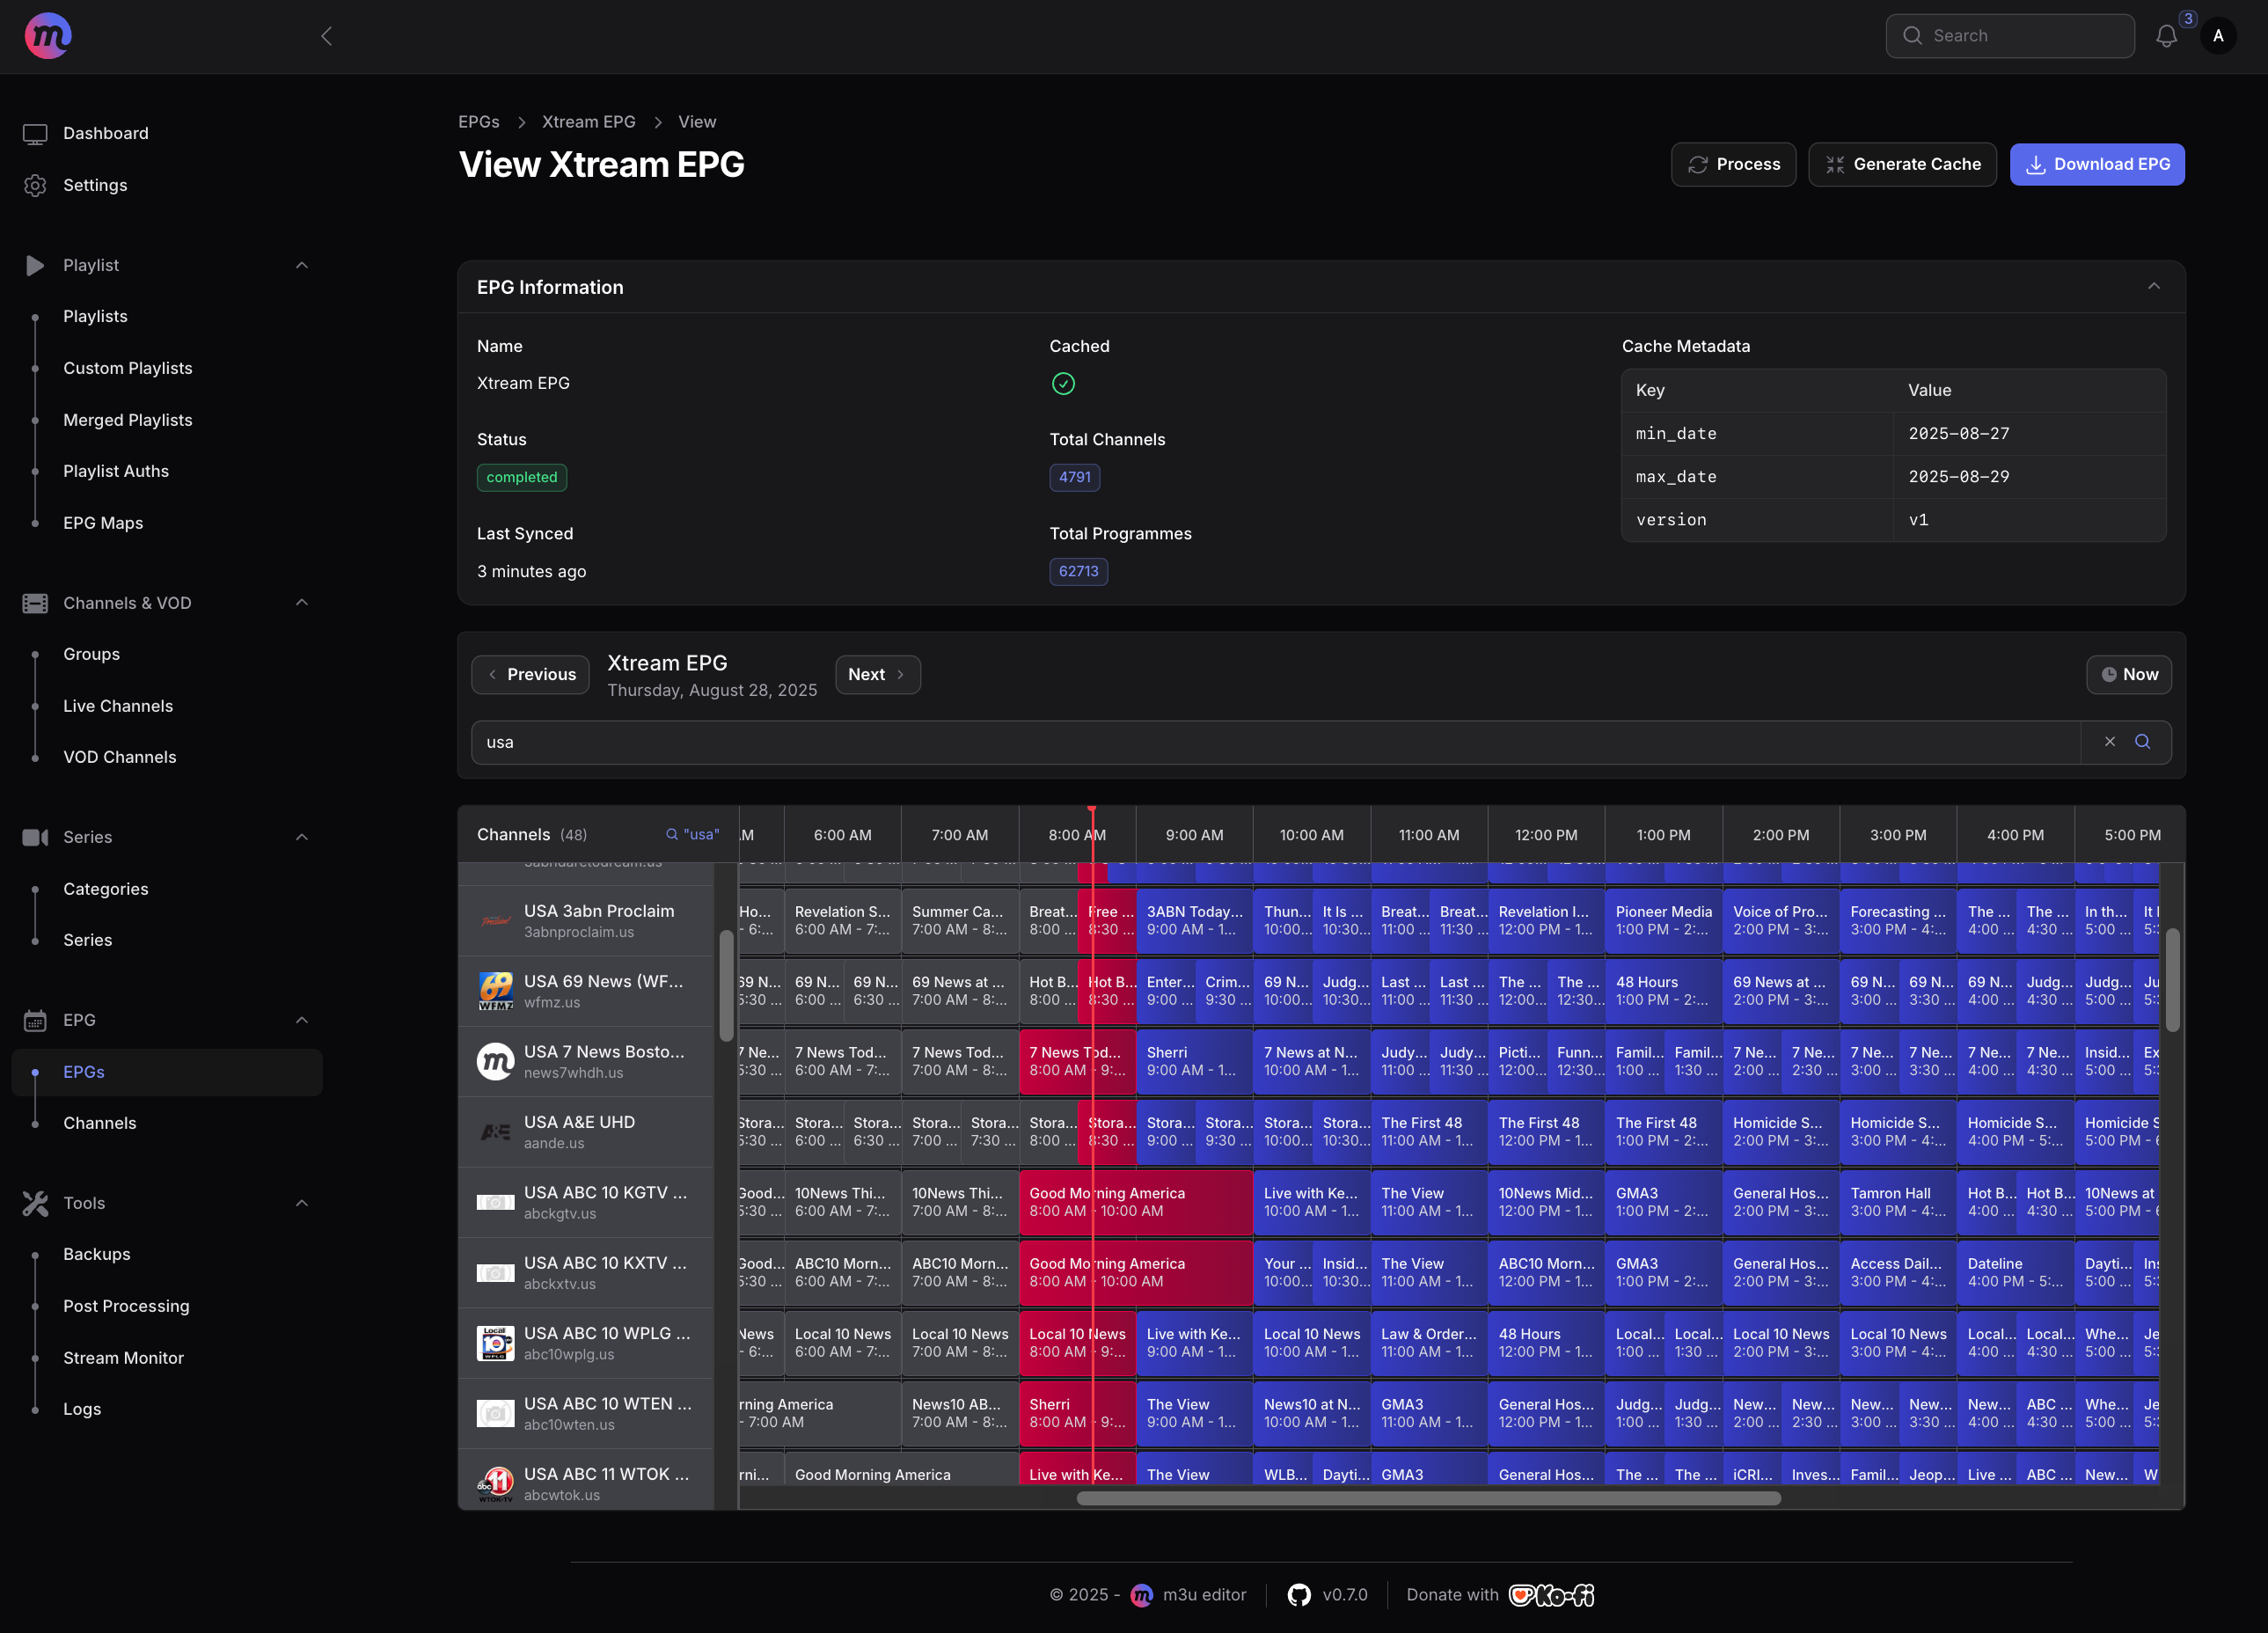 m
Search
3
A
Dashboard
Settings
Playlist
Playlists
Custom Playlists
Merged Playlists
Playlist Auths
EPG Maps
Channels & VOD
Groups
Live Channels
VOD Channels
Series
Categories
Series
EPG
EPGs
Channels
Tools
Backups
Post Processing
Stream Monitor
Logs
EPGs > Xtream EPG > View
View Xtream EPG
Process
Generate Cache
Download EPG
EPG Information
Name
Xtream EPG
Status
completed
Last Synced
3 minutes ago
Cached
Total Channels
4791
Total Programmes
62713
Cache Metadata
Key Value
min_date 2025-08-27
max_date 2025-08-29
version v1
Previous
Xtream EPG
Thursday, August 28, 2025
Next
Now
usa
Channels (48) "usa"
6:00 AM 7:00 AM 8:00 AM 9:00 AM 10:00 AM 11:00 AM 12:00 PM 1:00 PM 2:00 PM 3:00 PM 4:00 PM 5:00 PM
USA 3abn Proclaim
3abnproclaim.us
Ho... Revelation S... Summer Ca... Breat... Free ... 3ABN Today... Thun... It Is ... Breat... Breat... Revelation I... Pioneer Media Voice of Pro... Forecasting ... The ... The ... In th... It I
- 6:... 6:00 AM - 7:... 7:00 AM - 8:... 8:00 ... 8:30 ... 9:00 AM - 1... 10:00... 10:30... 11:00 ... 11:30 ... 12:00 PM - 1... 1:00 PM - 2:... 2:00 PM - 3:... 3:00 PM - 4:... 4:00 ... 4:30 ... 5:00 ... 5:
USA 69 News (WF...
wfmz.us
69 N... 69 N... 69 N... 69 News at ... Hot B... Hot B... Enter... Crim... 69 N... Judg... Last ... Last ... The ... The ... 48 Hours 69 News at ... 69 N... 69 N... 69 N... Judg... Judg... Ju
5:30 ... 6:00 ... 6:30 ... 7:00 AM - 8:... 8:00 ... 8:30 ... 9:00 ... 9:30 ... 10:00... 10:30... 11:00 ... 11:30 ... 12:00... 12:30... 1:00 PM - 2:... 2:00 PM - 3:... 3:00 ... 3:30 ... 4:00 ... 4:30 ... 5:00 ... 5:
USA 7 News Bosto...
news7whdh.us
7 Ne... 7 News Tod... 7 News Tod... 7 News Tod... Sherri 7 News at N... Judy... Judy... Picti... Funn... Famil... Famil... 7 Ne... 7 Ne... 7 Ne... 7 Ne... 7 Ne... 7 Ne... Insid... Ex
5:30 ... 6:00 AM - 7:... 7:00 AM - 8:... 8:00 AM - 9:... 9:00 AM - 1... 10:00 AM - 1... 11:00 ... 11:30 ... 12:00... 12:30... 1:00 ... 1:30 ... 2:00 ... 2:30 ... 3:00 ... 3:30 ... 4:00 ... 4:30 ... 5:00 ... 5:
USA A&E UHD
aande.us
Stora... Stora... Stora... Stora... Stora... Stora... Stora... Stora... Stora... Stora... Stora... The First 48 The First 48 The First 48 Homicide S... Homicide S... Homicide S... Homicide S
5:30 ... 6:00 ... 6:30 ... 7:00 ... 7:30 ... 8:00 ... 8:30 ... 9:00 ... 9:30 ... 10:00... 10:30... 11:00 AM - 1... 12:00 PM - 1... 1:00 PM - 2:... 2:00 PM - 3:... 3:00 PM - 4:... 4:00 PM - 5:... 5:00 PM - 6
USA ABC 10 KGTV ...
abckgtv.us
Good... 10News Thi... 10News Thi... Good Morning America Live with Ke... The View 10News Mid... GMA3 General Hos... Tamron Hall Hot B... Hot B... 10News at
5:30 ... 6:00 AM - 7:... 7:00 AM - 8:... 8:00 AM - 10:00 AM 10:00 AM - 1... 11:00 AM - 1... 12:00 PM - 1... 1:00 PM - 2:... 2:00 PM - 3:... 3:00 PM - 4:... 4:00 ... 4:30 ... 5:00 PM - 6
USA ABC 10 KXTV ...
abckxtv.us
Good... ABC10 Morn... ABC10 Morn... Good Morning America Your ... Insid... The View ABC10 Morn... GMA3 General Hos... Access Dail... Dateline Dayti... Ins
5:30 ... 6:00 AM - 7:... 7:00 AM - 8:... 8:00 AM - 10:00 AM 10:00... 10:30... 11:00 AM - 1... 12:00 PM - 1... 1:00 PM - 2:... 2:00 PM - 3:... 3:00 PM - 4:... 4:00 PM - 5:... 5:00 ... 5:
USA ABC 10 WPLG ...
abc10wplg.us
News Local 10 News Local 10 News Local 10 News Live with Ke... Local 10 News Law & Order... 48 Hours Local... Local... Local 10 News Local 10 News Local... Local... Whe... Je
- 6:... 6:00 AM - 7:... 7:00 AM - 8:... 8:00 AM - 9:... 9:00 AM - 1... 10:00 AM - 1... 11:00 AM - 1... 12:00 PM - 1... 1:00 ... 1:30 ... 2:00 PM - 3:... 3:00 PM - 4:... 4:00 ... 4:30 ... 5:00 ... 5:
USA ABC 10 WTEN ...
abc10wten.us
rning America News10 AB... Sherri The View News10 at N... GMA3 General Hos... Judg... Judg... New... New... New... New... New... ABC ... Whe... Je
- 7:00 AM 7:00 AM - 8:... 8:00 AM - 9:... 9:00 AM - 1... 10:00 AM - 1... 11:00 AM - 1... 12:00 PM - 1... 1:00 ... 1:30 ... 2:00 ... 2:30 ... 3:00 ... 3:30 ... 4:00 ... 4:30 ... 5:00 ... 5:
USA ABC 11 WTOK ...
abcwtok.us
rni... Good Morning America Live with Ke... The View WLB... Dayti... GMA3 General Hos... The ... The ... iCRI... Inves... Famil... Jeop... Live ... ABC ... New... W
© 2025 - m m3u editor v0.7.0 Donate with Ko-fi